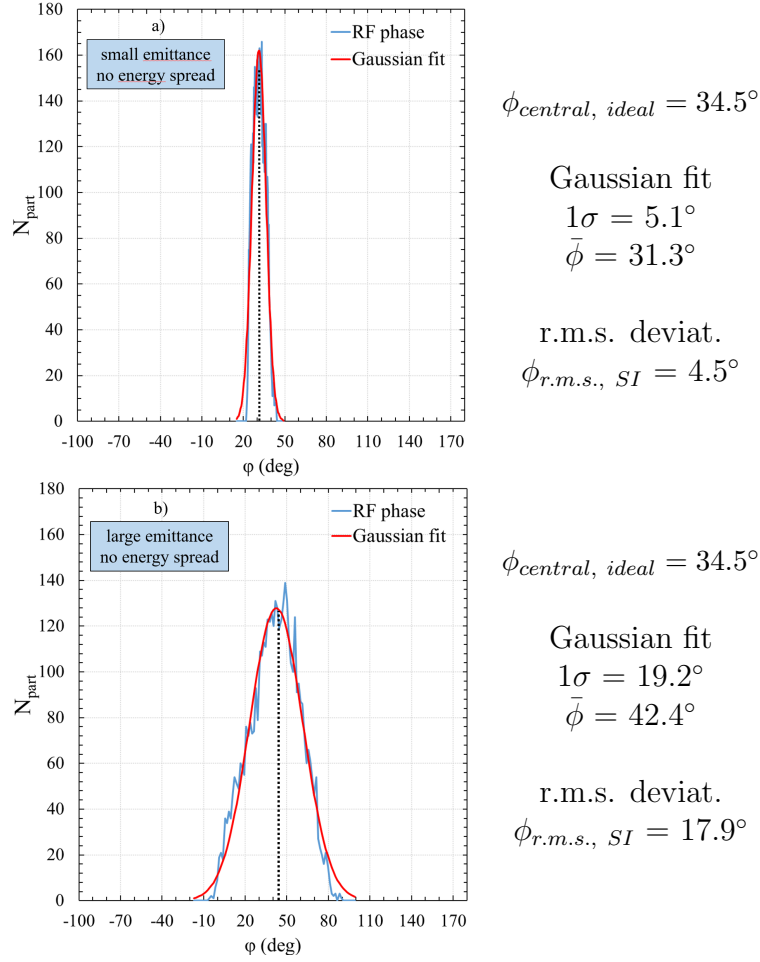 a)
small emittance
no energy spread
RF phase
Gaussian fit
180
160
140
120
100
80
60
40
20
0
N_part
-100 -70 -40 -10 20 50 80 110 140 170
φ (deg)
ϕ_central, ideal = 34.5°
Gaussian fit
1σ = 5.1°
ϕ̄ = 31.3°
r.m.s. deviat.
ϕ_r.m.s., SI = 4.5°
b)
large emittance
no energy spread
RF phase
Gaussian fit
180
160
140
120
100
80
60
40
20
0
N_part
-100 -70 -40 -10 20 50 80 110 140 170
φ (deg)
ϕ_central, ideal = 34.5°
Gaussian fit
1σ = 19.2°
ϕ̄ = 42.4°
r.m.s. deviat.
ϕ_r.m.s., SI = 17.9°